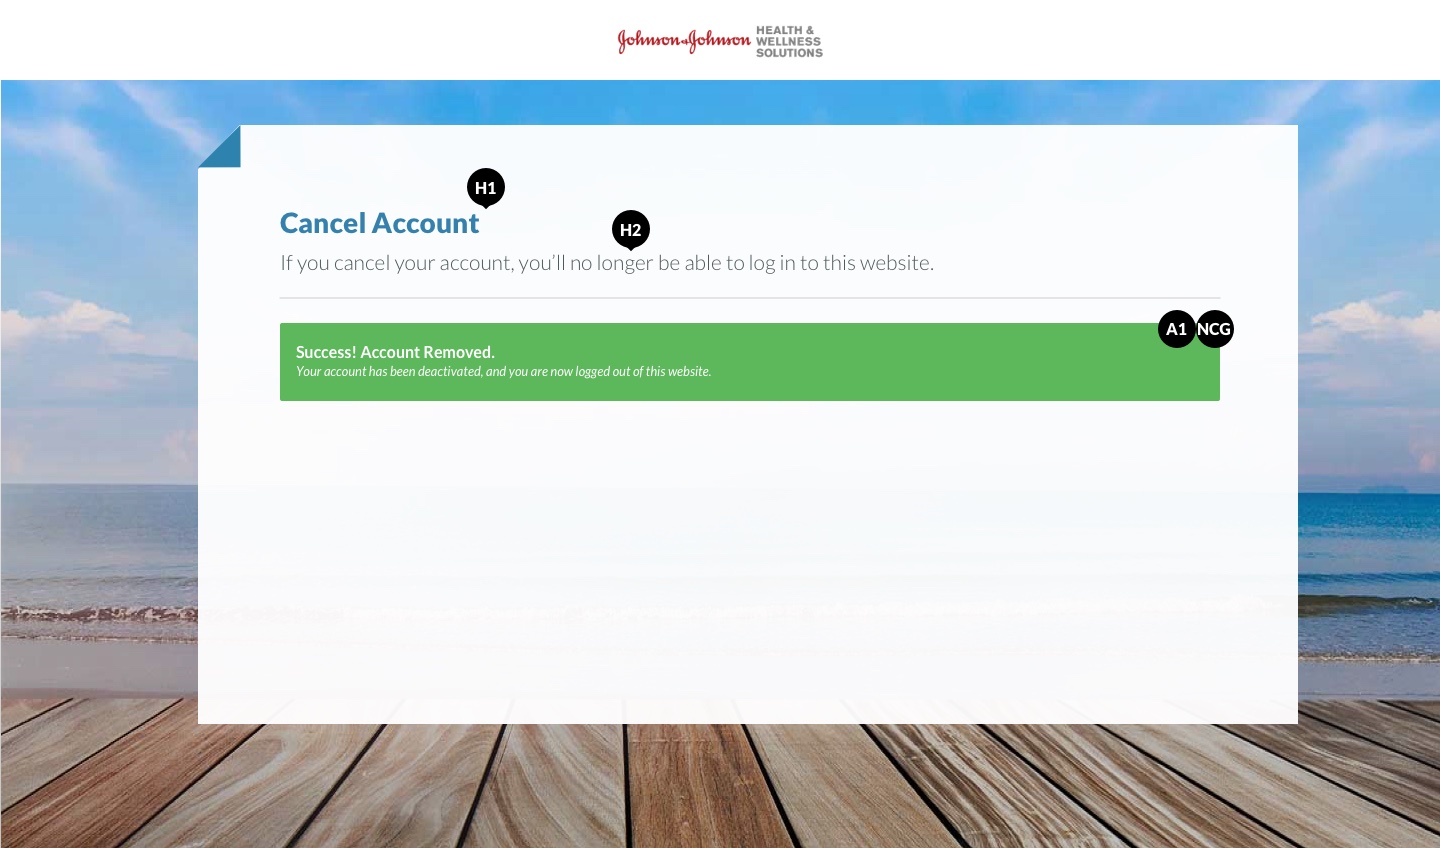 Johnson & Johnson HEALTH &
WELLNESS
SOLUTIONS
H1
Cancel Account
H2
If you cancel your account, you’ll no longer be able to log in to this website.
A1 NCG
Success! Account Removed.
Your account has been deactivated, and you are now logged out of this website.